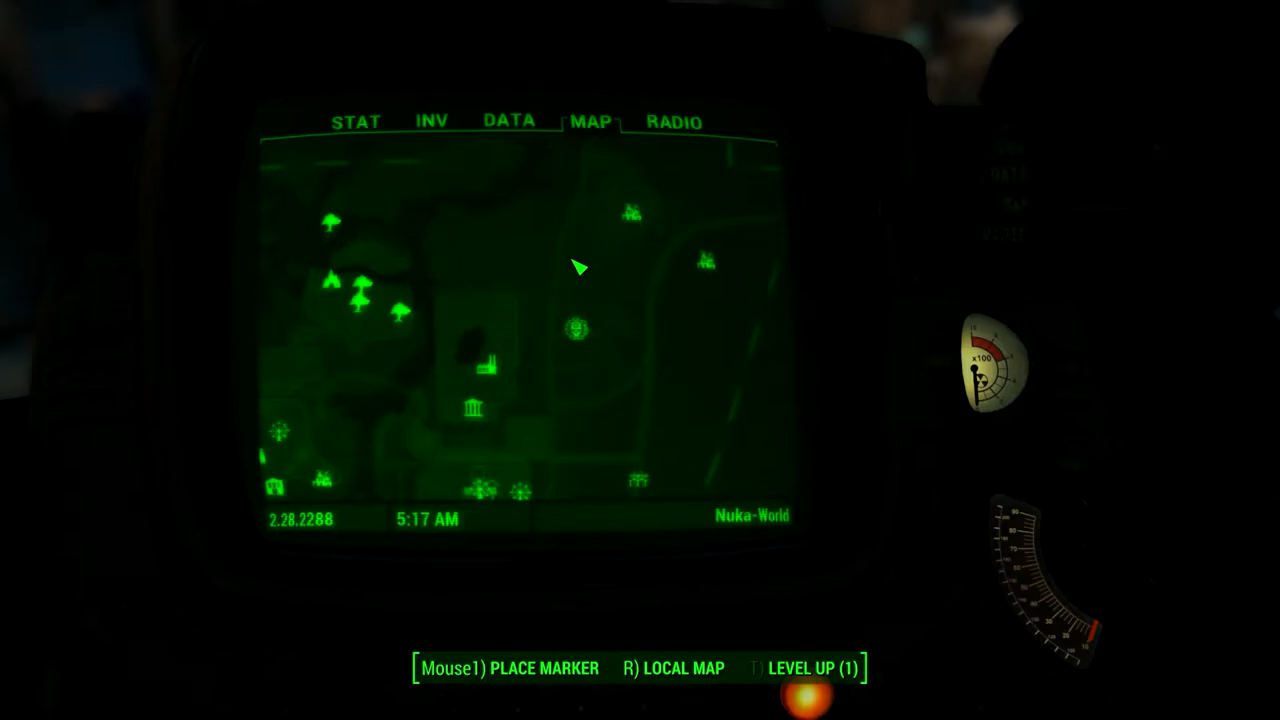 STAT INV DATA MAP RADIO
2.28.2288 5:17 AM Nuka-World
x100
[Mouse1) PLACE MARKER R) LOCAL MAP T) LEVEL UP (1)]